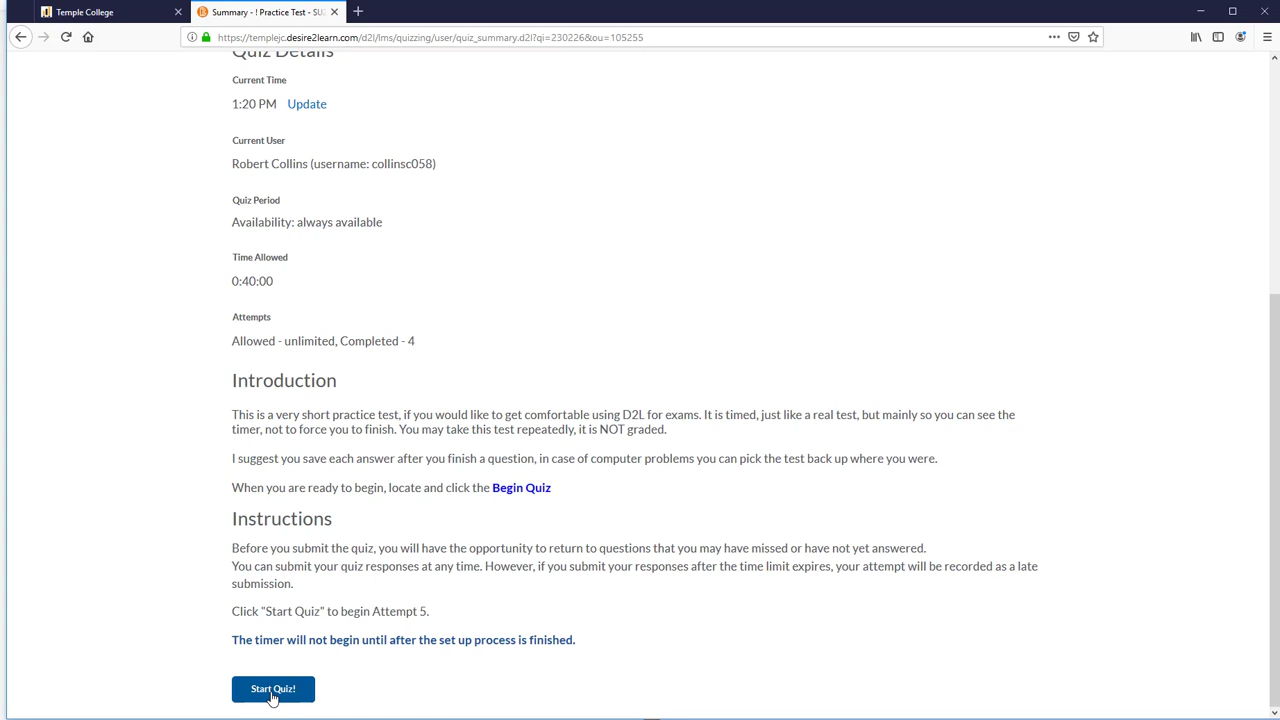 Temple College
Summary - ! Practice Test - SU
https://templejc.desire2learn.com/d2l/lms/quizzing/user/quiz_summary.d2l?qi=230226&ou=105255
Quiz Details
Current Time
1:20 PM Update
Current User
Robert Collins (username: collinsc058)
Quiz Period
Availability: always available
Time Allowed
0:40:00
Attempts
Allowed - unlimited, Completed - 4
Introduction
This is a very short practice test, if you would like to get comfortable using D2L for exams. It is timed, just like a real test, but mainly so you can see the
timer, not to force you to finish. You may take this test repeatedly, it is NOT graded.
I suggest you save each answer after you finish a question, in case of computer problems you can pick the test back up where you were.
When you are ready to begin, locate and click the Begin Quiz
Instructions
Before you submit the quiz, you will have the opportunity to return to questions that you may have missed or have not yet answered.
You can submit your quiz responses at any time. However, if you submit your responses after the time limit expires, your attempt will be recorded as a late
submission.
Click "Start Quiz" to begin Attempt 5.
The timer will not begin until after the set up process is finished.
Start Quiz!